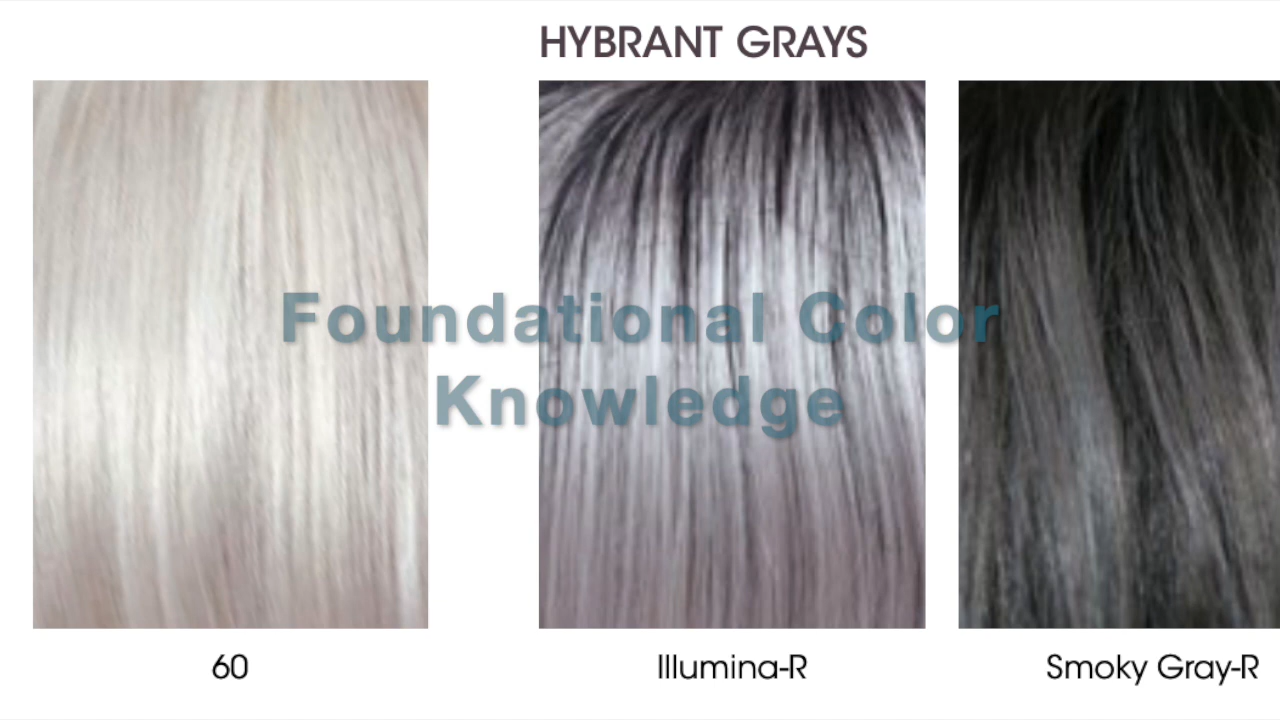 HYBRANT GRAYS
Foundational Color
Knowledge
60
Illumina-R
Smoky Gray-R